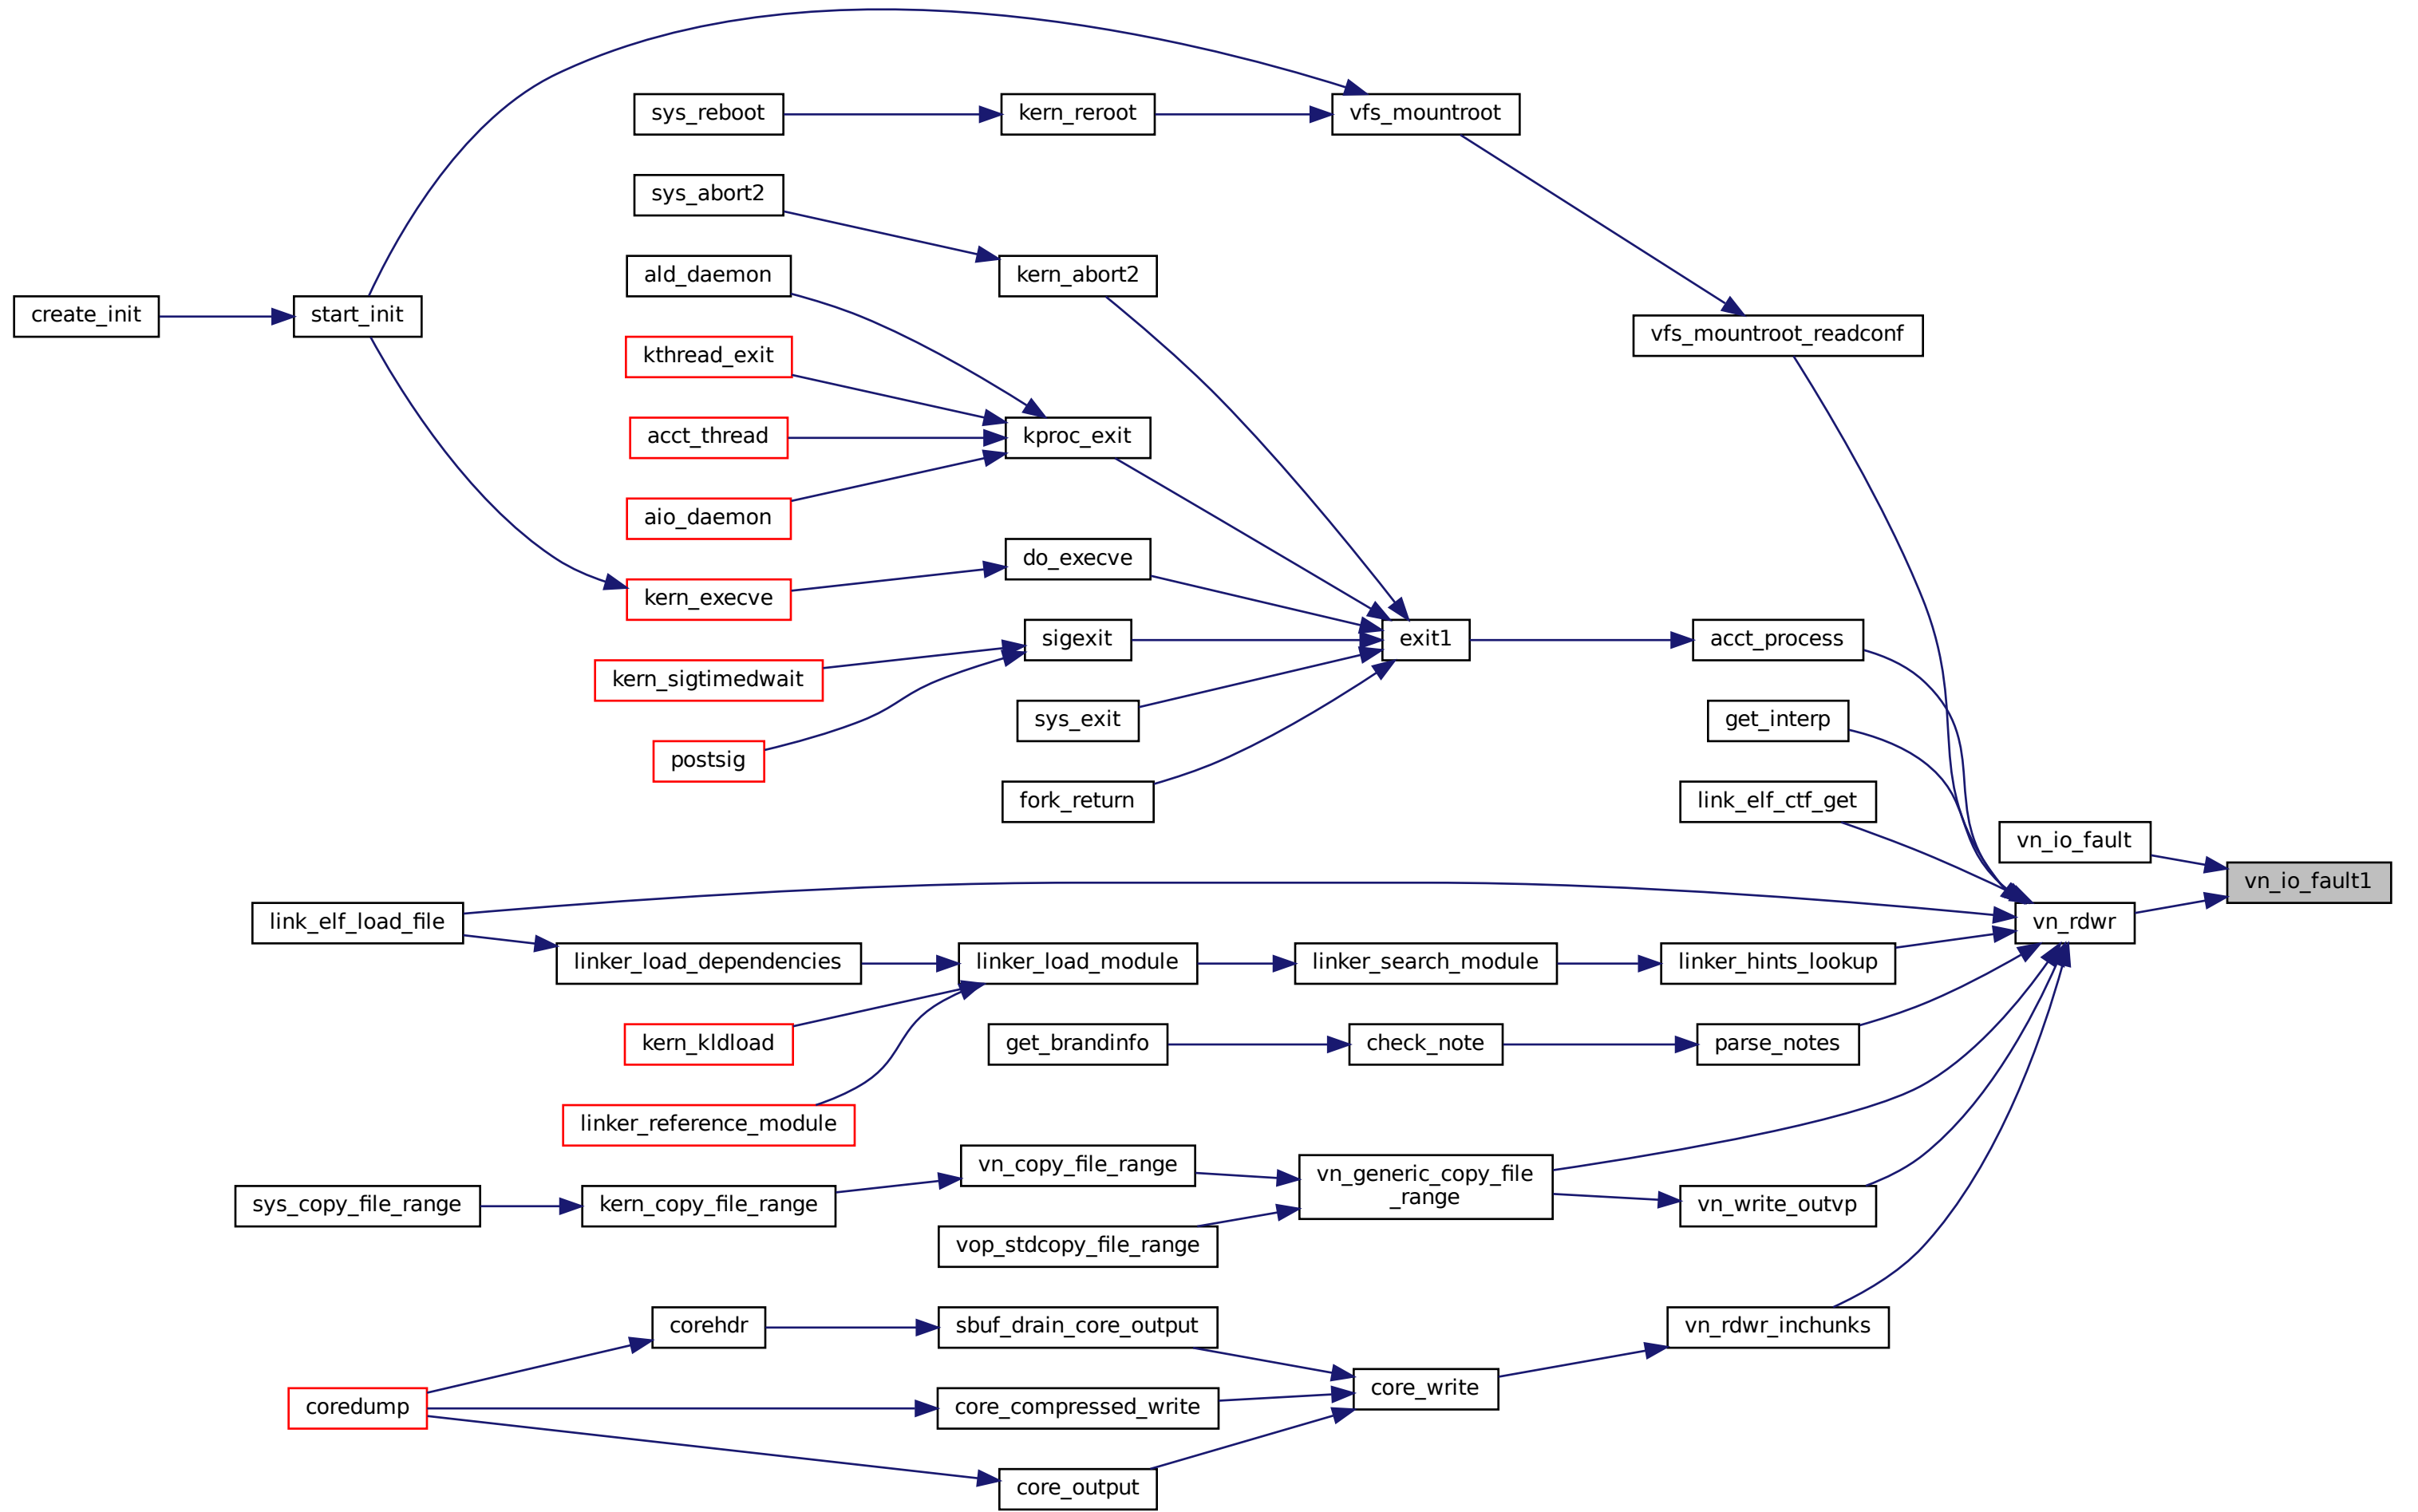 vfs_mountroot
kern_reroot
sys_reboot
sys_abort2
ald_daemon
kern_abort2
create_init
start_init
vfs_mountroot_readconf
kthread_exit
acct_thread
kproc_exit
aio_daemon
do_execve
kern_execve
sigexit
exit1
acct_process
kern_sigtimedwait
sys_exit
get_interp
postsig
fork_return
link_elf_ctf_get
vn_io_fault
vn_io_fault1
link_elf_load_file
vn_rdwr
linker_load_dependencies
linker_load_module
linker_search_module
linker_hints_lookup
kern_kldload
get_brandinfo
check_note
parse_notes
linker_reference_module
vn_copy_file_range
vn_generic_copy_file
_range
sys_copy_file_range
kern_copy_file_range
vn_write_outvp
vop_stdcopy_file_range
corehdr
sbuf_drain_core_output
vn_rdwr_inchunks
core_write
coredump
core_compressed_write
core_output